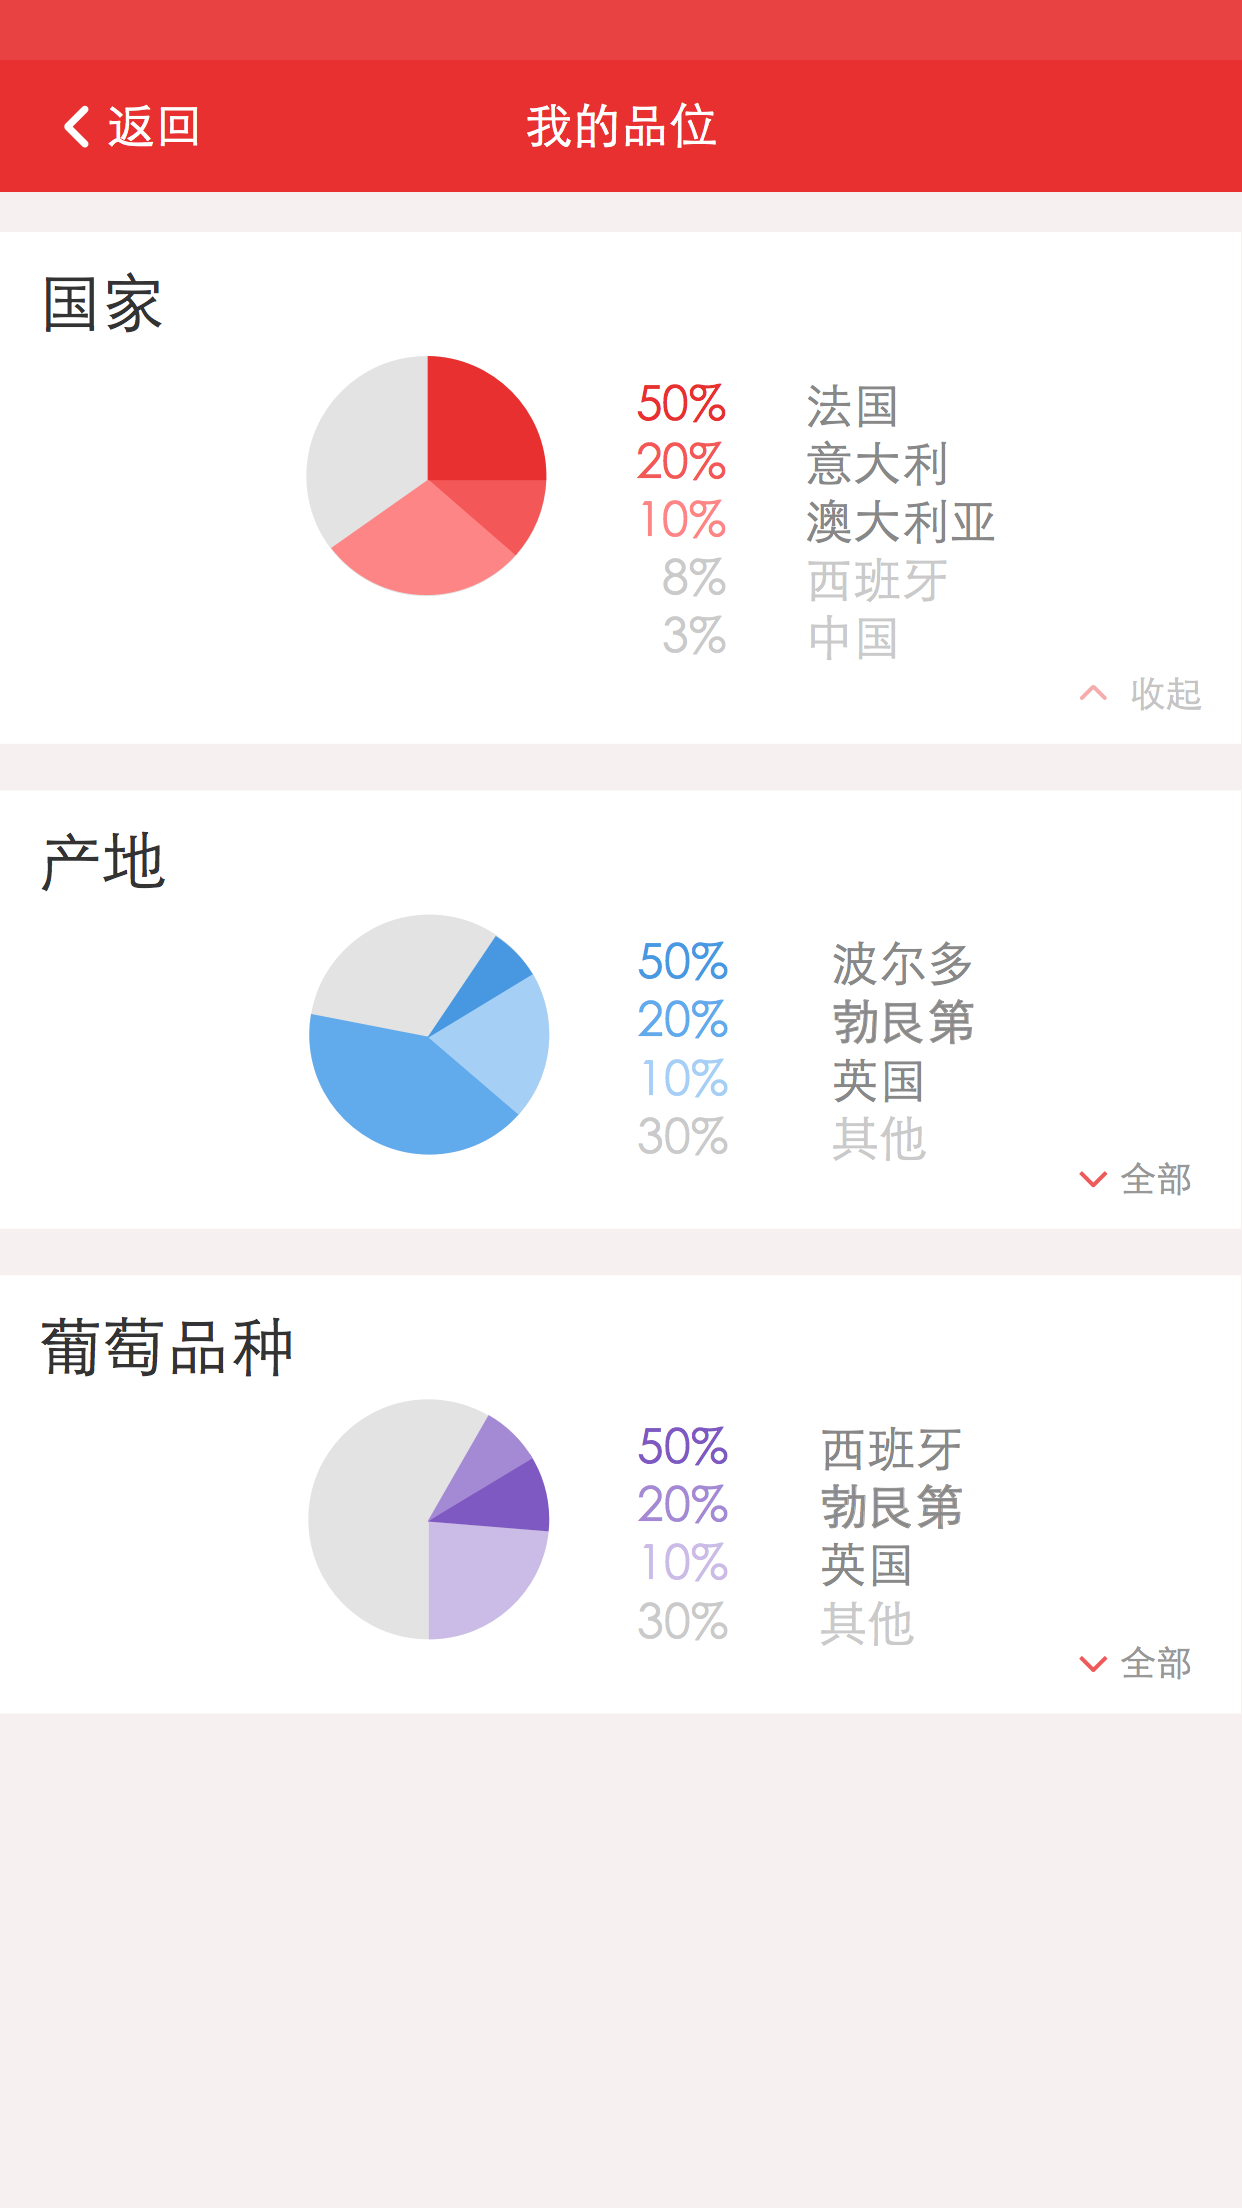 返回 我的品位
国家
50% 法国
20% 意大利
10% 澳大利亚
8% 西班牙
3% 中国
收起
产地
50% 波尔多
20% 勃艮第
10% 英国
30% 其他
全部
葡萄品种
50% 西班牙
20% 勃艮第
10% 英国
30% 其他
全部